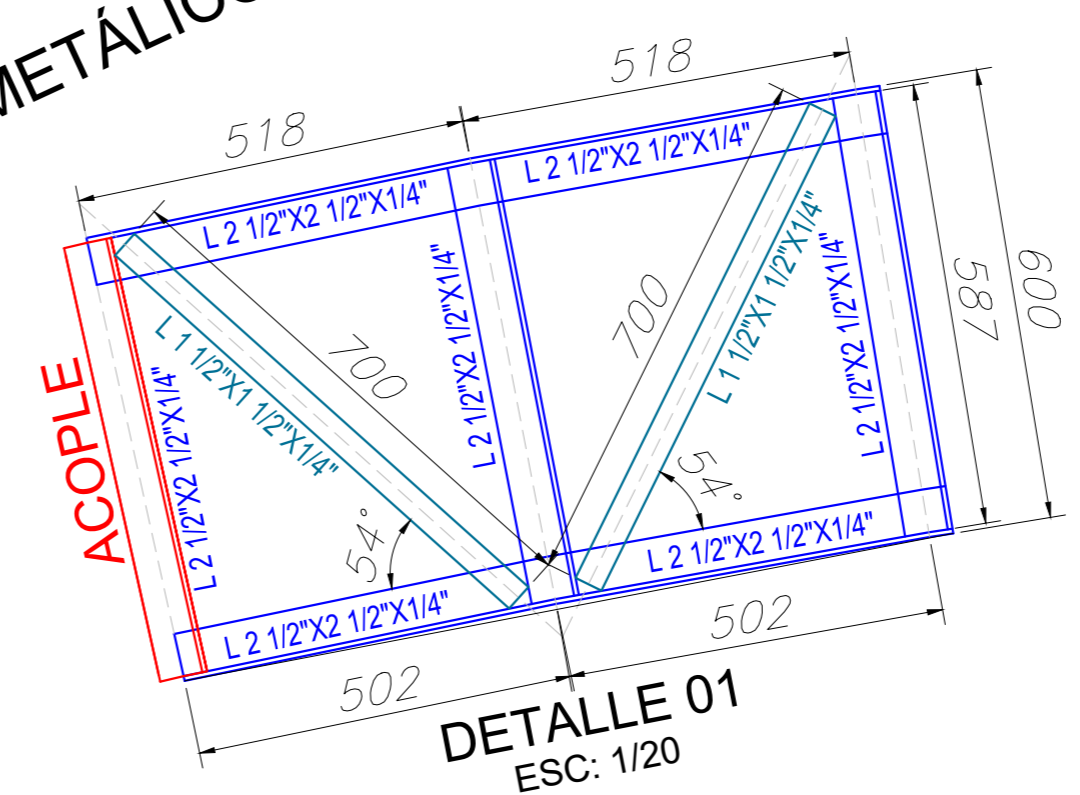 METÁLICO
518
518
L 2 1/2"X2 1/2"X1/4"
L 2 1/2"X2 1/2"X1/4"
ACOPLE
L 2 1/2"X2 1/2"X1/4"
L 1 1/2"X1 1/2"X1/4"
700
L 2 1/2"X2 1/2"X1/4"
700
L 1 1/2"X1 1/2"X1/4"
L 2 1/2"X2 1/2"X1/4"
587
600
54°
54°
L 2 1/2"X2 1/2"X1/4"
L 2 1/2"X2 1/2"X1/4"
502
502
DETALLE 01
ESC: 1/20